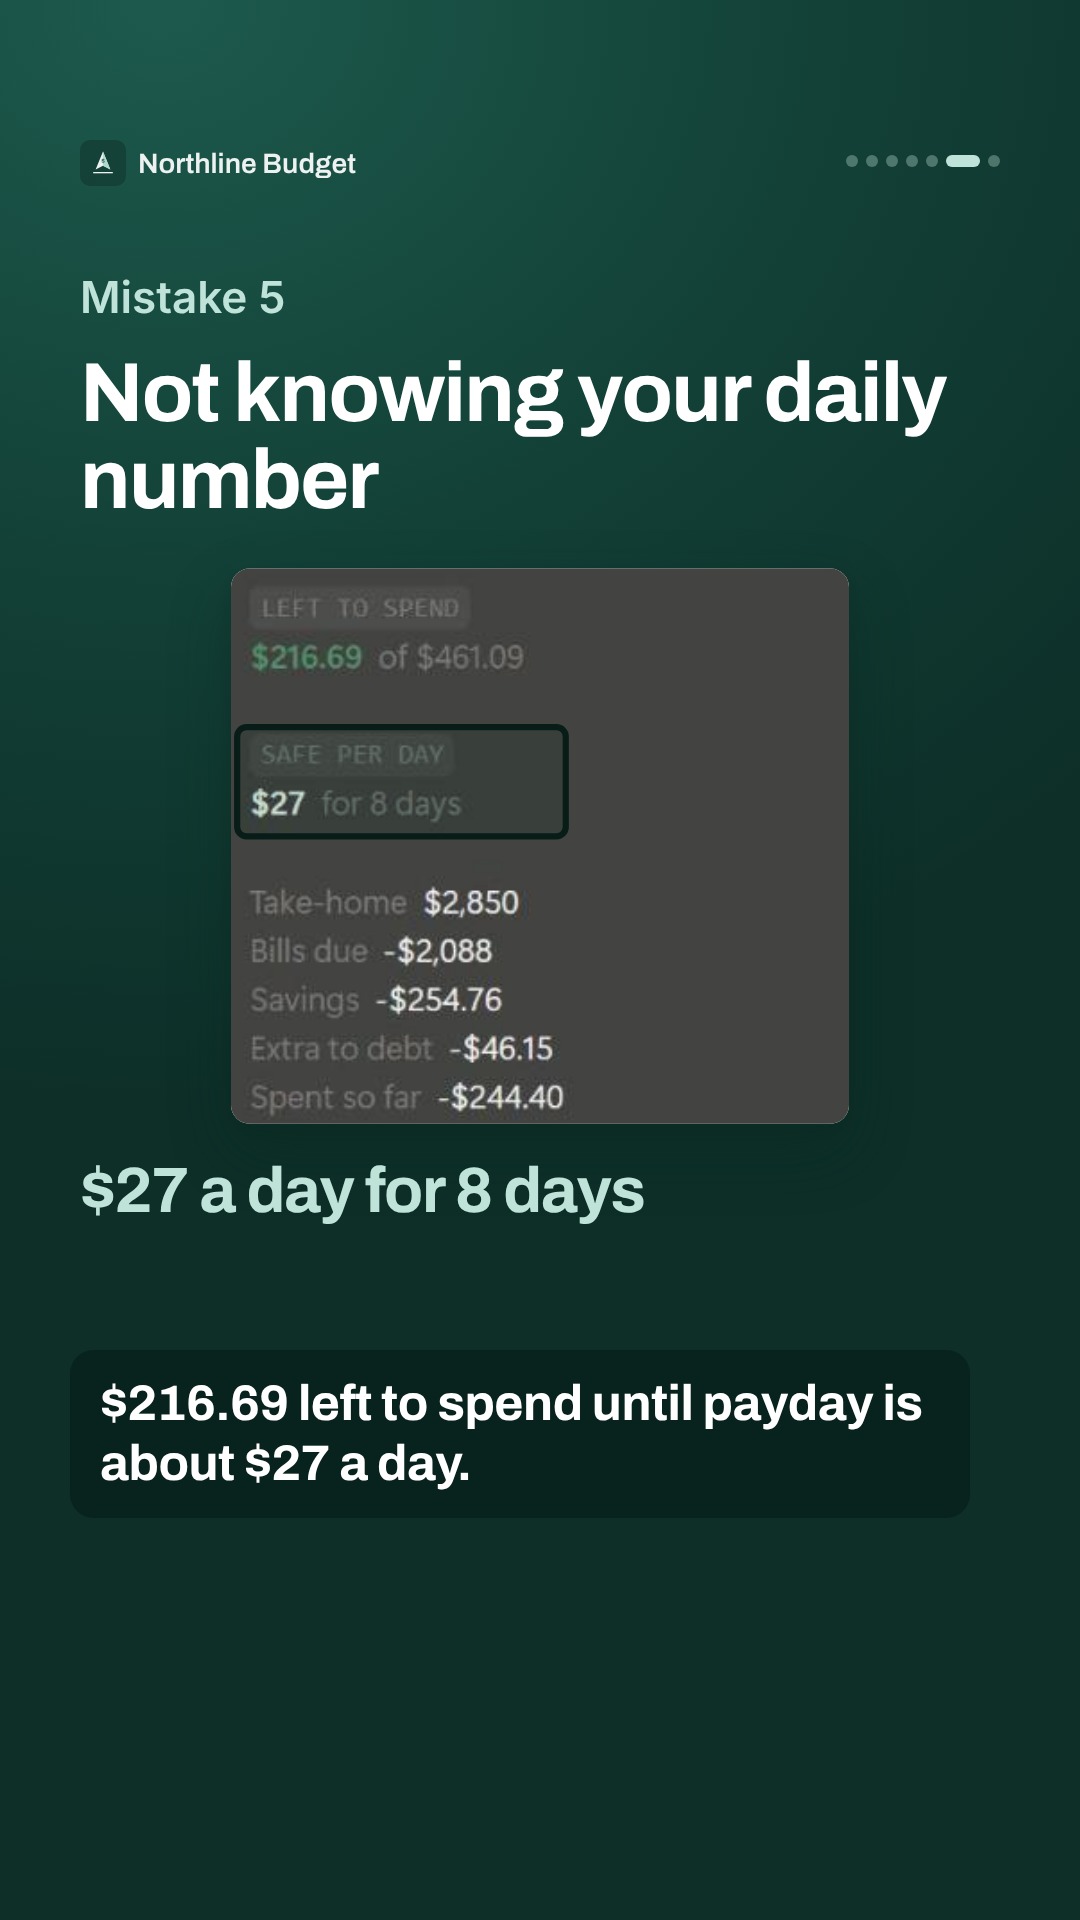 Northline Budget
Mistake 5
Not knowing your daily
number
LEFT TO SPEND
$216.69 of $461.09
SAFE PER DAY
$27 for 8 days
Take-home $2,850
Bills due -$2,088
Savings -$254.76
Extra to debt -$46.15
Spent so far -$244.40
$27 a day for 8 days
$216.69 left to spend until payday is
about $27 a day.